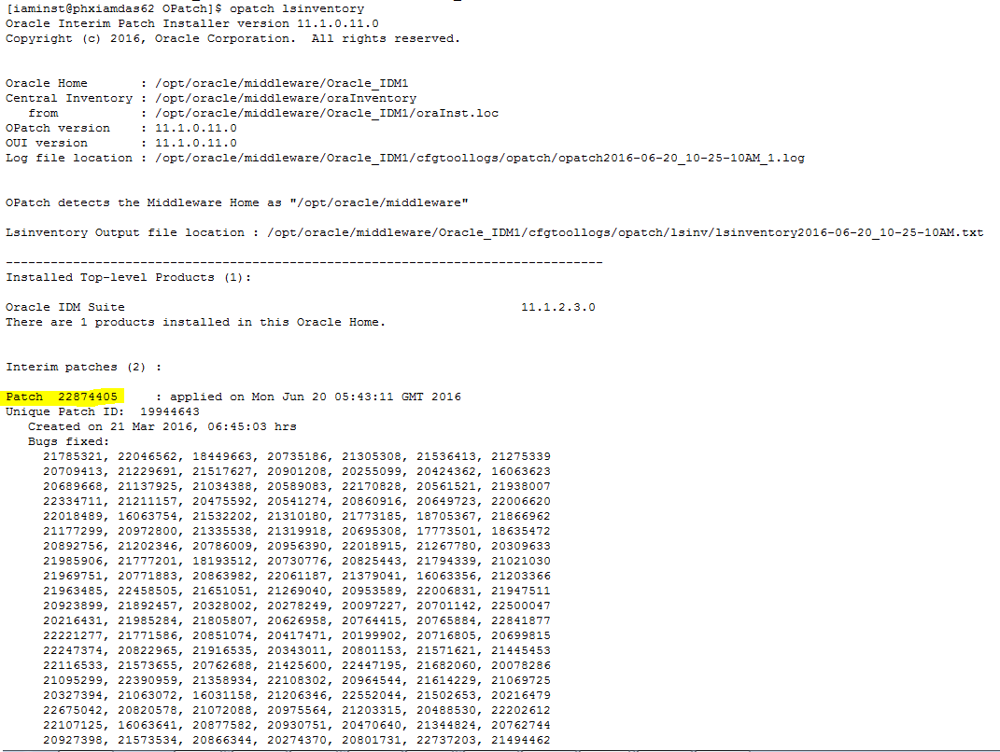 [iaminst@phxiamdas62 OPatch]$ opatch lsinventory
Oracle Interim Patch Installer version 11.1.0.11.0
Copyright (c) 2016, Oracle Corporation.  All rights reserved.
Oracle Home       : /opt/oracle/middleware/Oracle_IDM1
Central Inventory : /opt/oracle/middleware/oraInventory
   from           : /opt/oracle/middleware/Oracle_IDM1/oraInst.loc
OPatch version    : 11.1.0.11.0
OUI version       : 11.1.0.11.0
Log file location : /opt/oracle/middleware/Oracle_IDM1/cfgtoollogs/opatch/opatch2016-06-20_10-25-10AM_1.log
OPatch detects the Middleware Home as "/opt/oracle/middleware"
Lsinventory Output file location : /opt/oracle/middleware/Oracle_IDM1/cfgtoollogs/opatch/lsinv/lsinventory2016-06-20_10-25-10AM.txt
--------------------------------------------------------------------------------
Installed Top-level Products (1):
Oracle IDM Suite                                                     11.1.2.3.0
There are 1 products installed in this Oracle Home.
Interim patches (2) :
Patch  22874405     : applied on Mon Jun 20 05:43:11 GMT 2016
Unique Patch ID:  19944643
   Created on 21 Mar 2016, 06:45:03 hrs
   Bugs fixed:
     21785321, 22046562, 18449663, 20735186, 21305308, 21536413, 21275339
     20709413, 21229691, 21517627, 20901208, 20255099, 20424362, 16063623
     20689668, 21137925, 21034388, 20589083, 22170828, 20561521, 21938007
     22334711, 21211157, 20475592, 20541274, 20860916, 20649723, 22006620
     22018489, 16063754, 21532202, 21310180, 21773185, 18705367, 21866962
     21177299, 20972800, 21335538, 21319918, 20695308, 17773501, 18635472
     20892756, 21202346, 20786009, 20956390, 22018915, 21267780, 20309633
     21985906, 21777201, 18193512, 20730776, 20825443, 21794339, 21021030
     21969751, 20771883, 20863982, 22061187, 21379041, 16063356, 21203366
     21963485, 22458505, 21651051, 21269040, 20953589, 22006831, 21947511
     20923899, 21892457, 20328002, 20278249, 20097227, 20701142, 22500047
     20216431, 21985284, 21805807, 20626958, 20764415, 20765884, 22841877
     22221277, 21771586, 20851074, 20417471, 20199902, 20716805, 20699815
     22247374, 20822965, 21916535, 20343011, 20801153, 21571621, 21445453
     22116533, 21573655, 20762688, 21425600, 22447195, 21682060, 20078286
     21095299, 22390959, 21358934, 22108302, 20964544, 21614229, 21069725
     20327394, 21063072, 16031158, 21206346, 22552044, 21502653, 20216479
     22675042, 20820578, 21072088, 20975564, 21203315, 20488530, 22202612
     22107125, 16063641, 20877582, 20930751, 20470640, 21344824, 20762744
     20927398, 21573534, 20866344, 20274370, 20801731, 22737203, 21494462